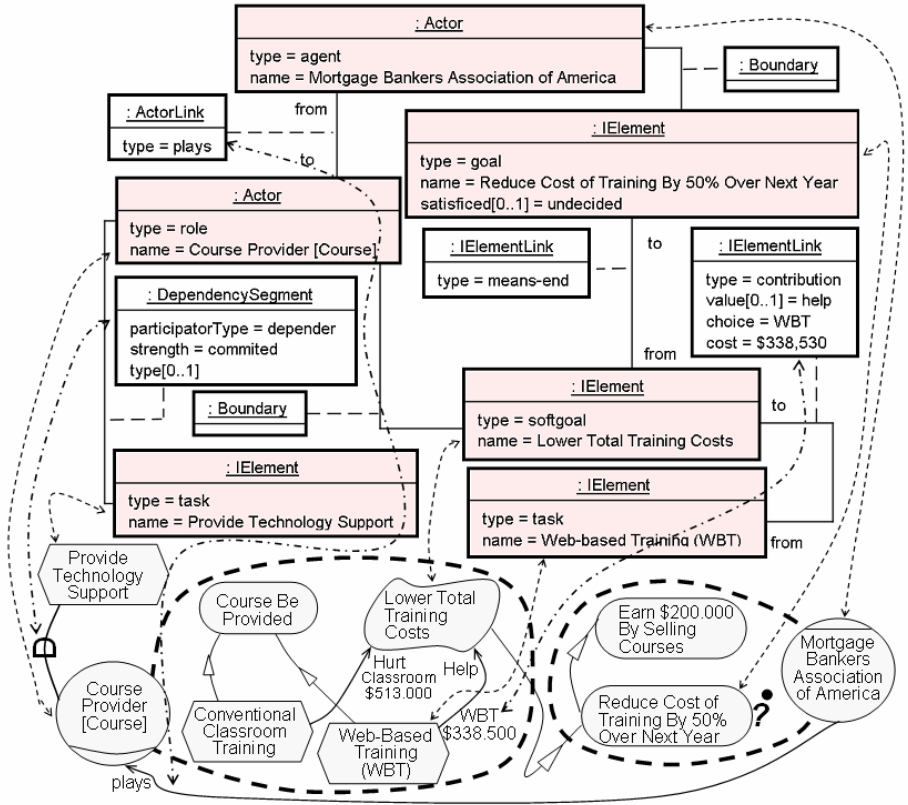 : Actor
type = agent
name = Mortgage Bankers Association of America
: Boundary
: ActorLink
type = plays
from
to
: IElement
type = goal
name = Reduce Cost of Training By 50% Over Next Year
satisficed[0..1] = undecided
: Actor
type = role
name = Course Provider [Course]
: IElementLink
type = means-end
to
from
: IElementLink
type = contribution
value[0..1] = help
choice = WBT
cost = $338,530
: DependencySegment
participatorType = depender
strength = commited
type[0..1]
: Boundary
: IElement
type = softgoal
name = Lower Total Training Costs
to
: IElement
type = task
name = Provide Technology Support
: IElement
type = task
name = Web-based Training (WBT)
from
Provide
Technology
Support
D
Course
Provider
[Course]
plays
Course Be
Provided
Lower Total
Training
Costs
Hurt
Classroom
$513.000
Help
WBT
$338.500
Conventional
Classroom
Training
Web-Based
Training
(WBT)
Earn $200.000
By Selling
Courses
Reduce Cost of
Training By 50%
Over Next Year
?
Mortgage
Bankers
Association
of America